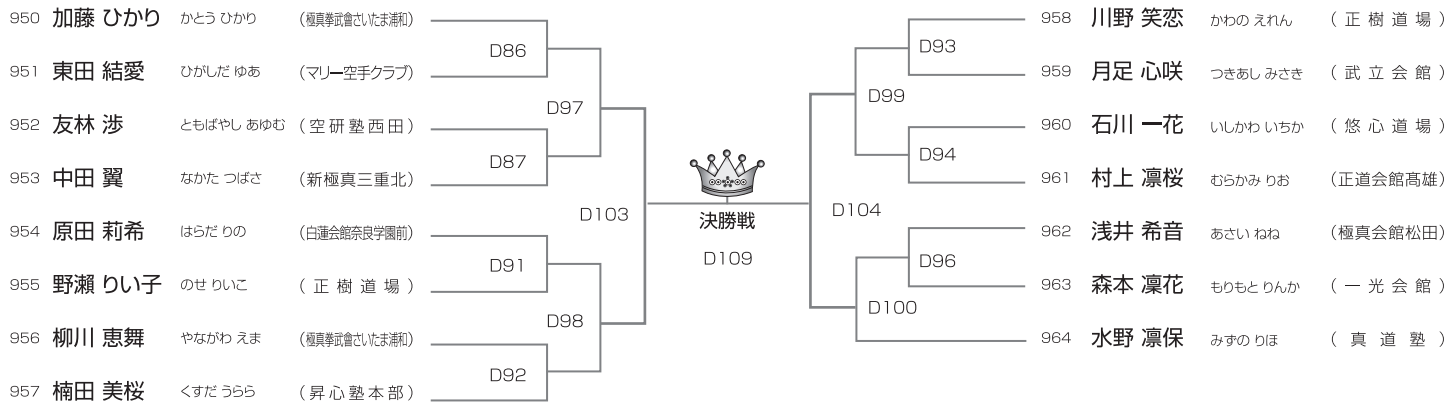 950 加藤 ひかり かとう ひかり (極真拳武會さいたま浦和)
D86
951 東田 結愛 ひがしだ ゆあ (マリー空手クラブ)
D97
952 友林 渉 ともばやし あゆむ (空研塾西田)
D87
953 中田 翼 なかた つばさ (新極真三重北)
D103
954 原田 莉希 はらだ りの (白蓮会館奈良学園前)
D91
955 野瀬 りい子 のせ りいこ (正樹道場)
D98
956 柳川 恵舞 やながわ えま (極真拳武會さいたま浦和)
D92
957 楠田 美桜 くすだ うらら (昇心塾本部)
決勝戦
D109
958 川野 笑恋 かわの えれん (正樹道場)
D93
959 月足 心咲 つきあし みさき (武立会館)
D99
960 石川 一花 いしかわ いちか (悠心道場)
D94
961 村上 凛桜 むらかみ りお (正道会館髙雄)
D104
962 浅井 希音 あさい ねね (極真会館松田)
D96
963 森本 凜花 もりもと りんか (一光会館)
D100
964 水野 凛保 みずの りほ (真道塾)